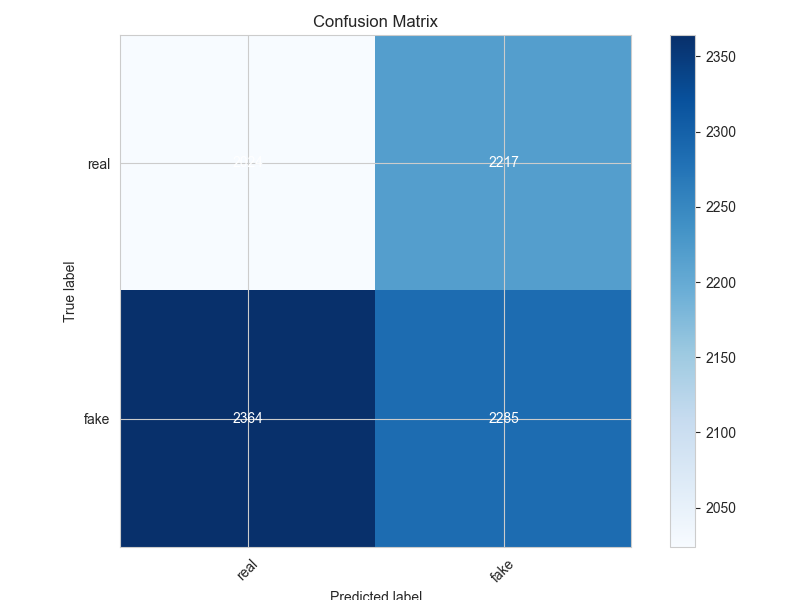 Confusion Matrix
real
2217
fake
2364
2285
real
fake
True label
Predicted label
2350
2300
2250
2200
2150
2100
2050